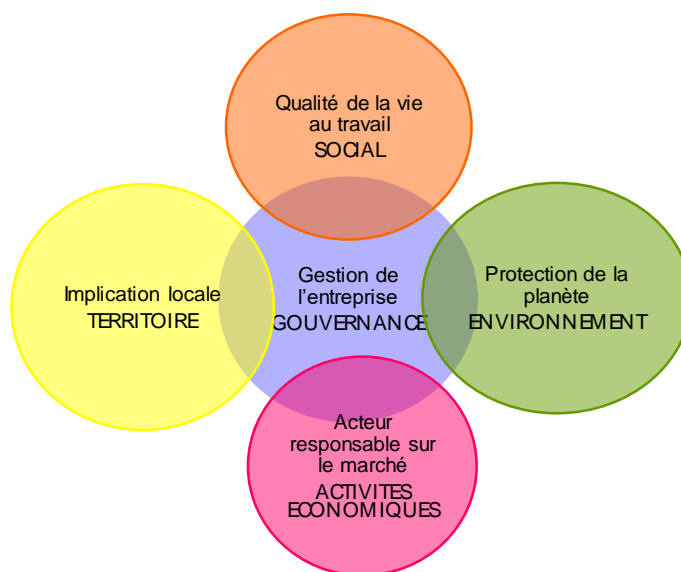 Qualité de la vie
au travail
SOCIAL
Implication locale
TERRITOIRE
Gestion de
l'entreprise
GOUVERNANCE
Protection de la
planète
ENVIRONNEMENT
Acteur
responsable sur
le marché
ACTIVITES
ECONOMIQUES